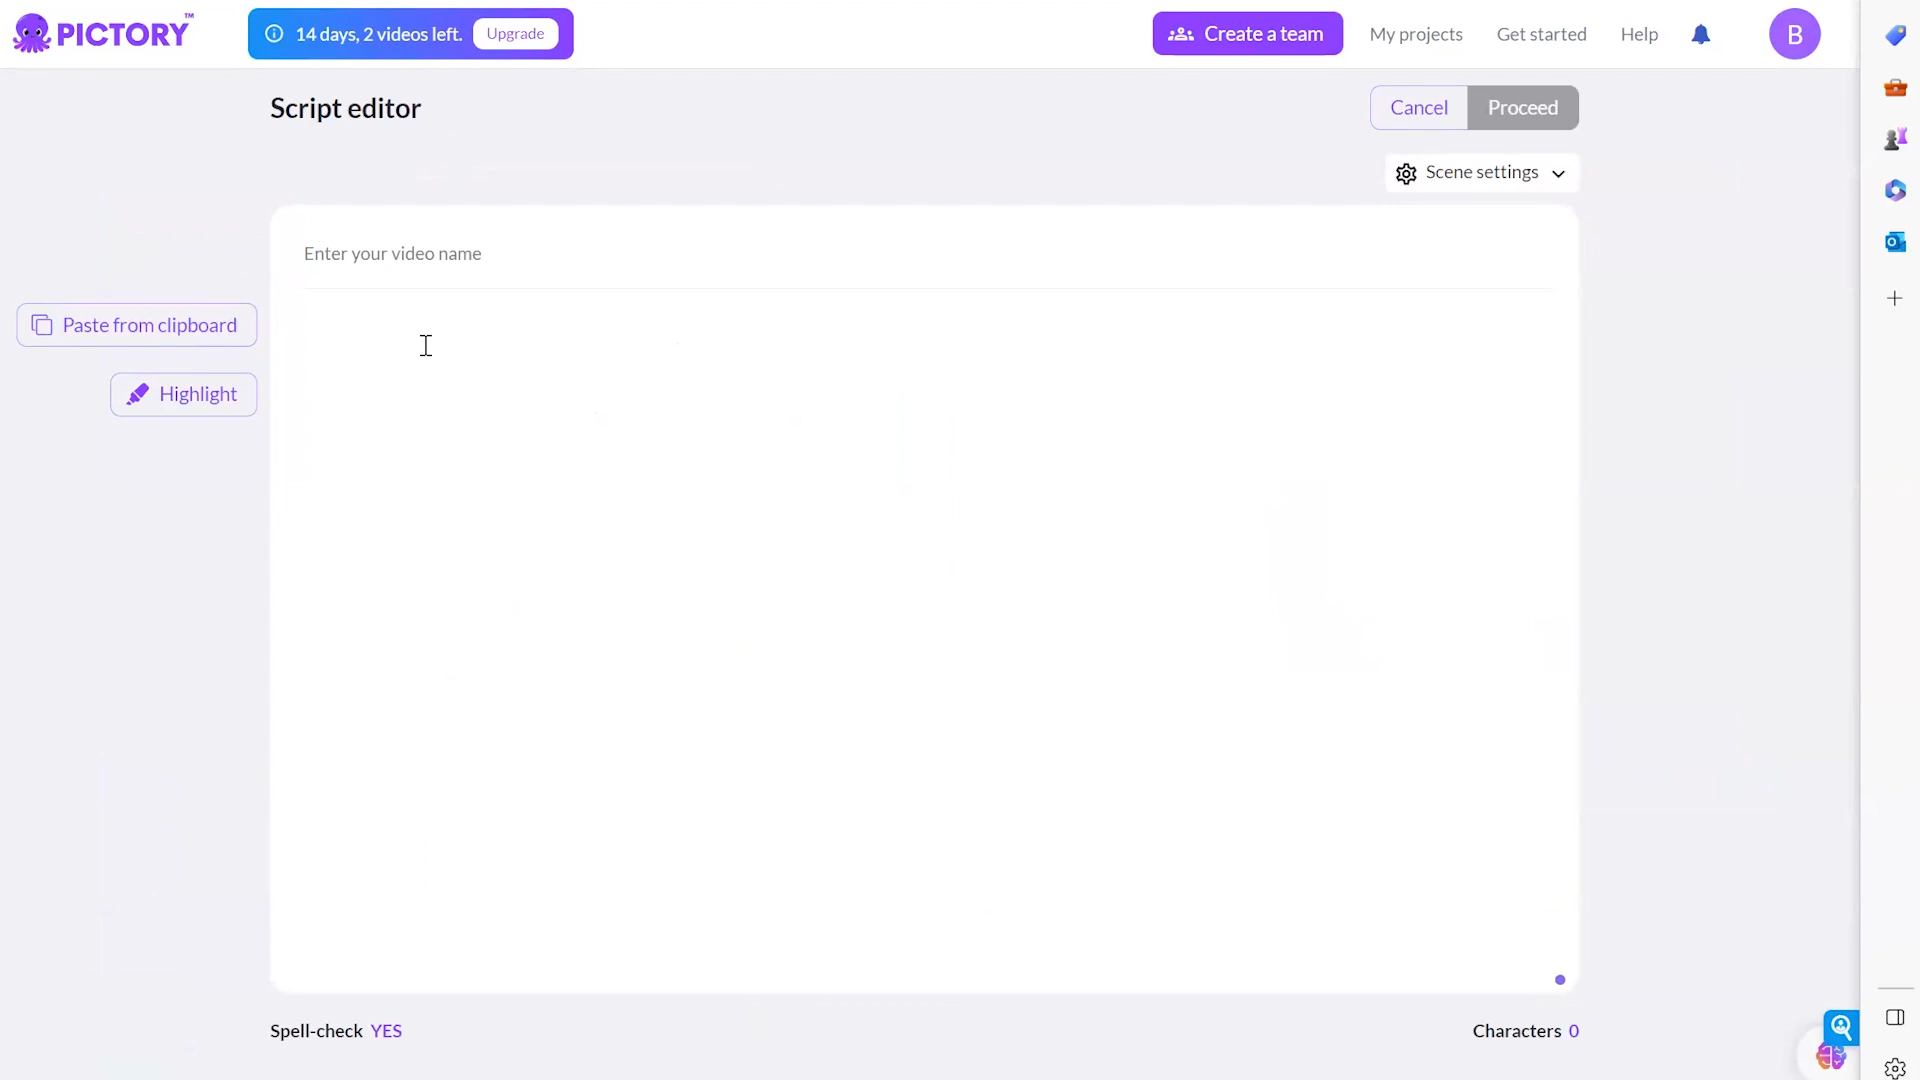 PICTORY™
14 days, 2 videos left. Upgrade
Create a team
My projects
Get started
Help
B
Script editor
Cancel
Proceed
Scene settings
Enter your video name
Paste from clipboard
Highlight
Spell-check YES
Characters 0